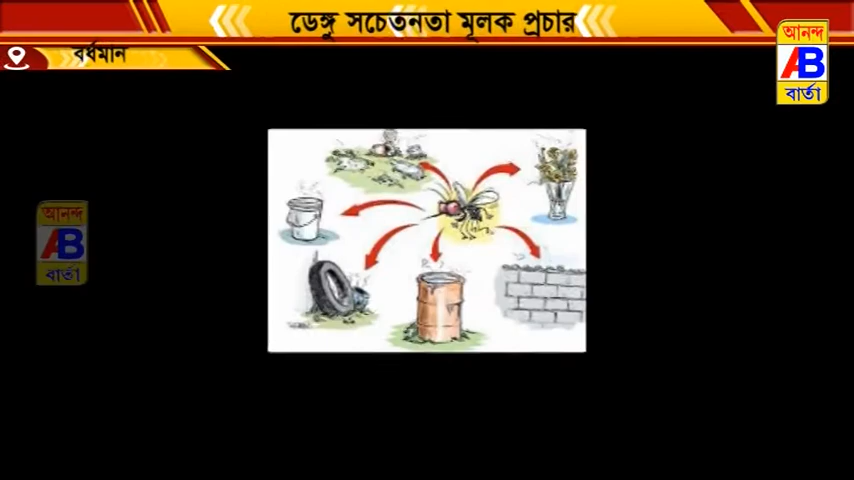 ডেঙ্গু সচেতনতা মূলক প্রচার
বর্ধমান
আনন্দ
AB
বার্তা
আনন্দ
AB
বার্তা